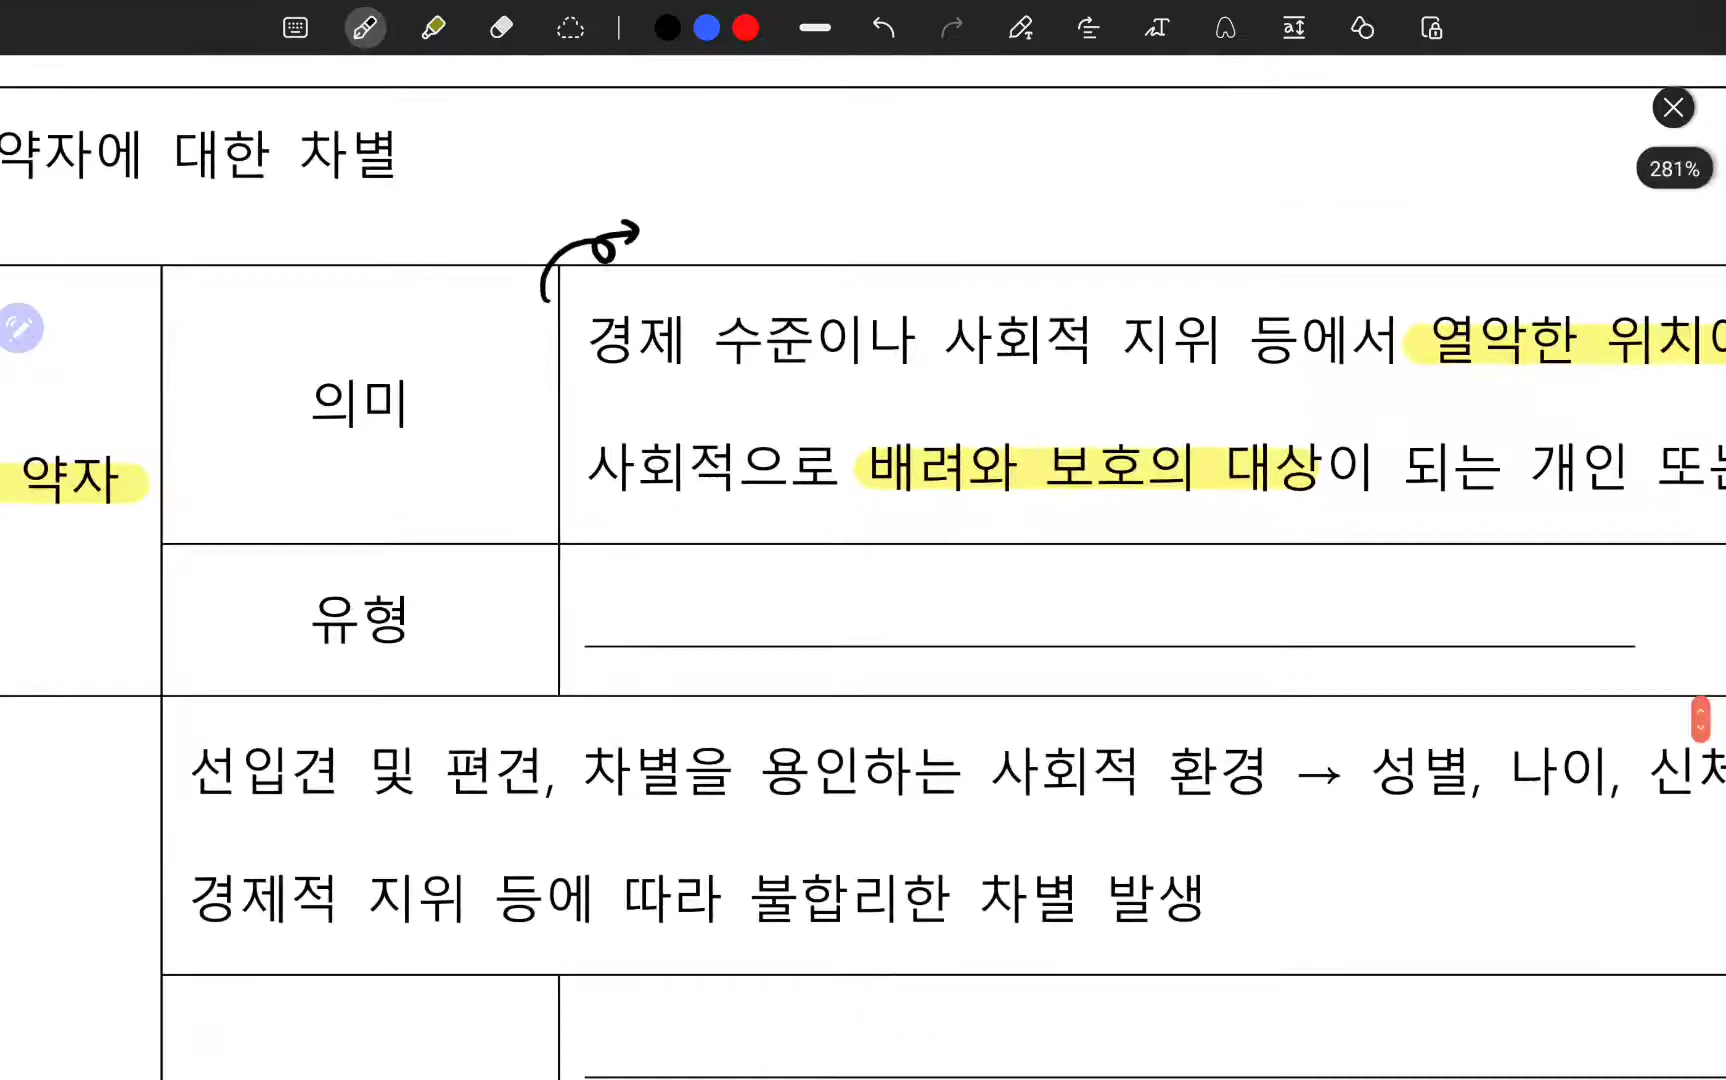 281%
약자에 대한 차별
경제 수준이나 사회적 지위 등에서 열악한 위치에
의미
사회적으로 배려와 보호의 대상이 되는 개인 또는
약자
유형
선입견 및 편견, 차별을 용인하는 사회적 환경 → 성별, 나이, 신체
경제적 지위 등에 따라 불합리한 차별 발생